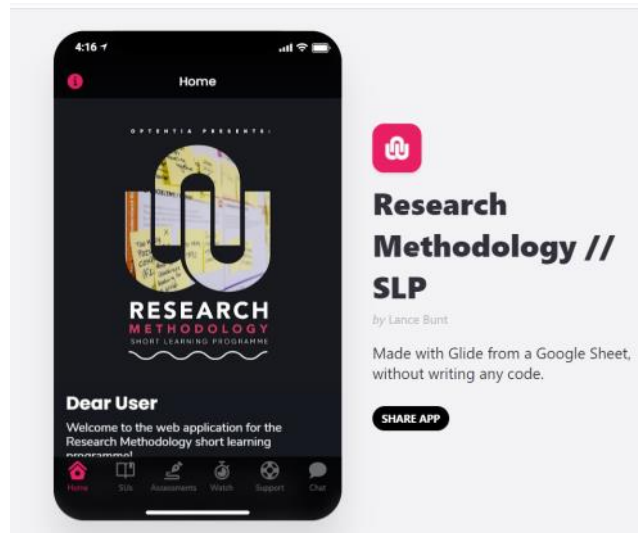 4:16
Home
OPTENTIA PRESENTS:
RESEARCH
METHODOLOGY
SHORT LEARNING PROGRAMME
Dear User
Welcome to the web application for the
Research Methodology short learning
programme!
Home SUs Assessments Watch Support Chat
Research
Methodology //
SLP
by Lance Bunt
Made with Glide from a Google Sheet,
without writing any code.
SHARE APP